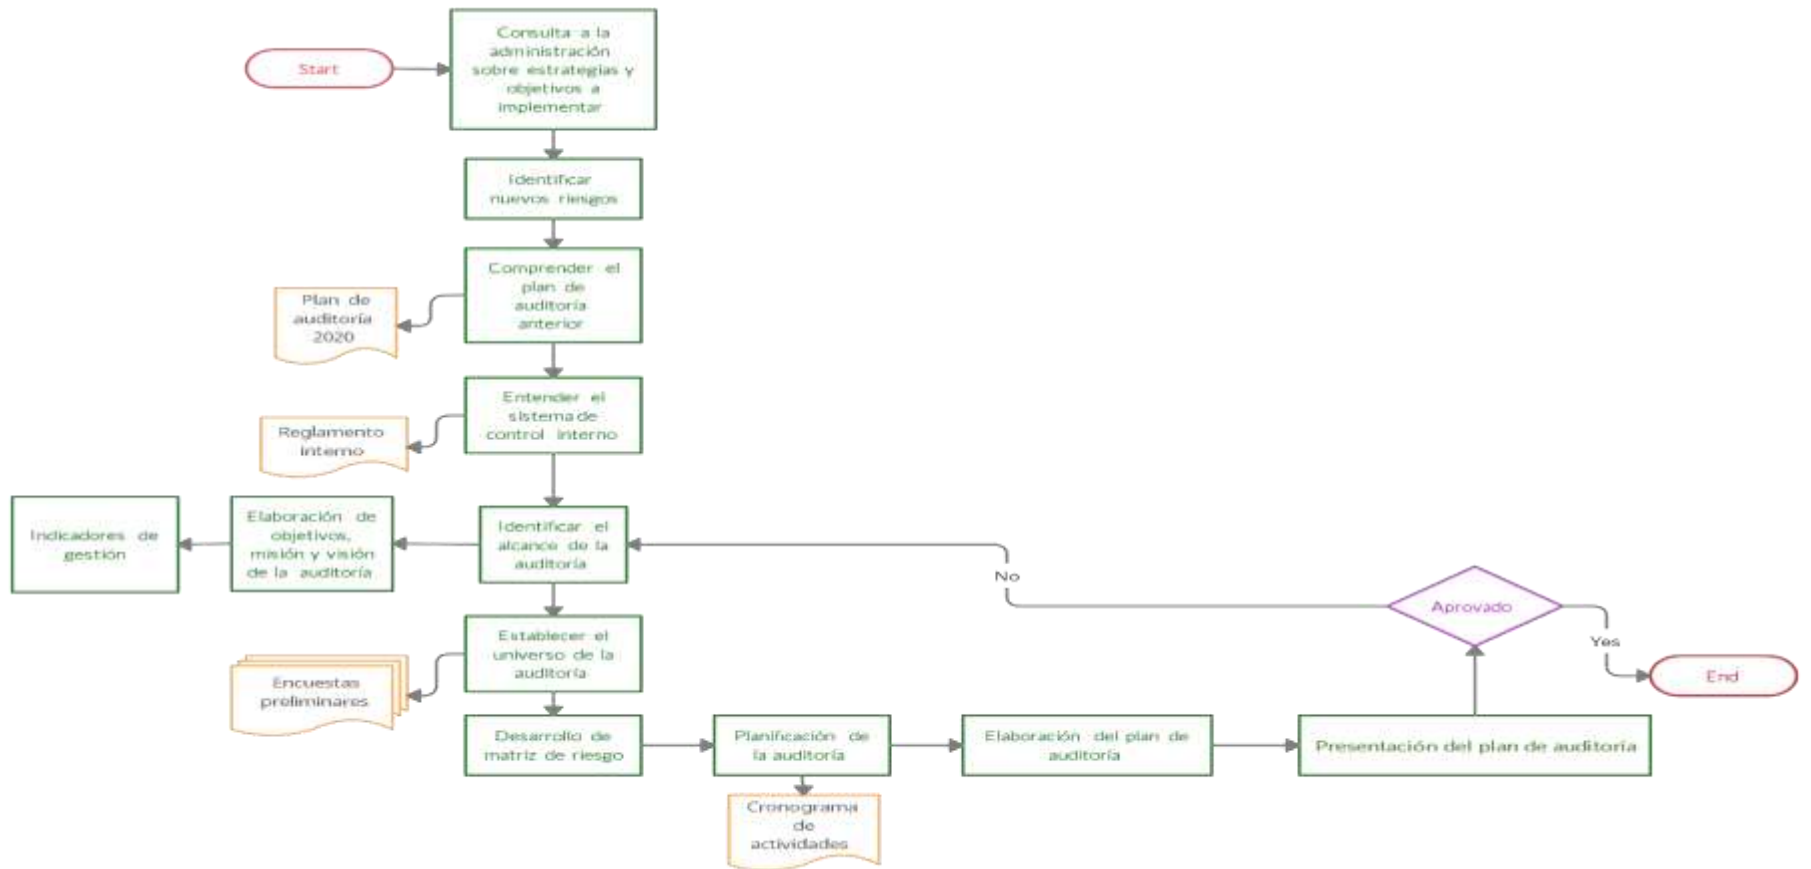 Start
Consulta a la
administración
sobre estrategias y
objetivos a
implementar
Identificar
nuevos riesgos
Comprender el
plan de
auditoría
anterior
Plan de
auditoría
2020
Entender el
sistema de
control interno
Reglamento
interno
Identificar el
alcance de la
auditoría
Elaboración de
objetivos,
misión y visión
de la auditoría
Indicadores de
gestión
Establecer el
universo de la
auditoría
Encuestas
preliminares
Desarrollo de
matriz de riesgo
Planificación de
la auditoría
Cronograma
de
actividades
Elaboración del plan de
auditoría
Presentación del plan de auditoría
Aprovado
No
Yes
End